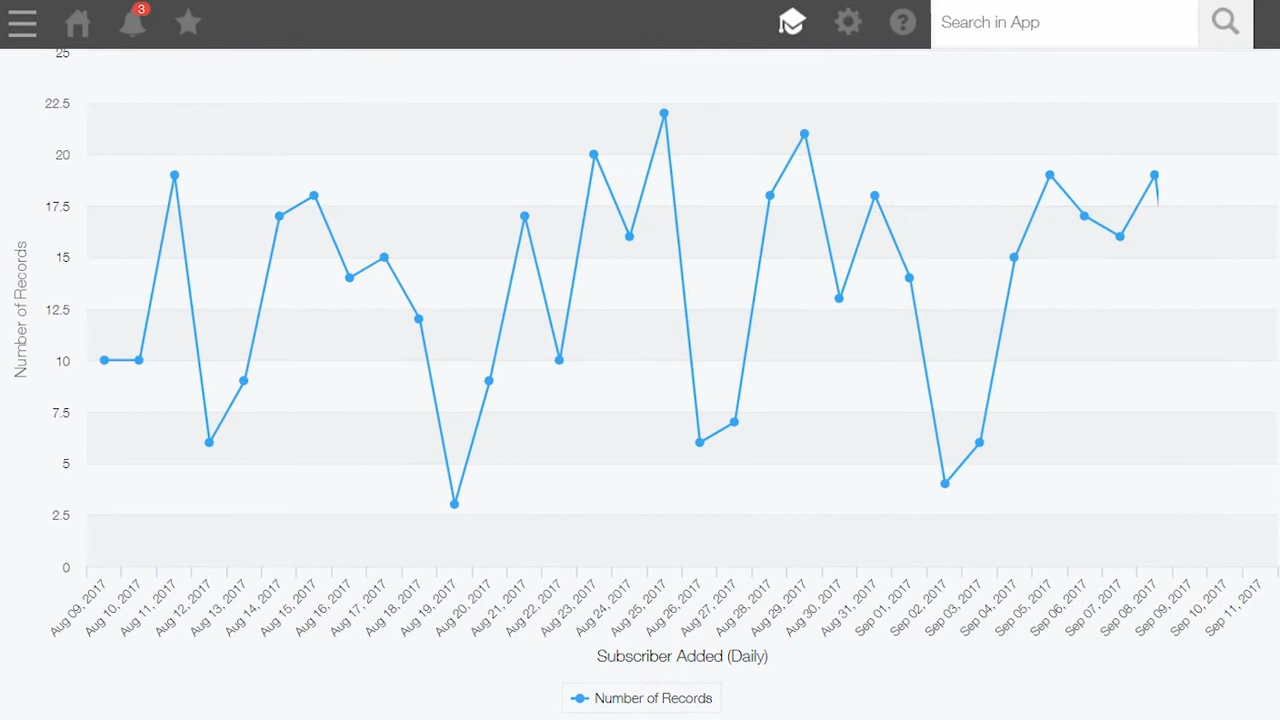 3
Search in App
25
22.5
20
17.5
15
12.5
10
7.5
5
2.5
0
Number of Records
Aug 09, 2017
Aug 10, 2017
Aug 11, 2017
Aug 12, 2017
Aug 13, 2017
Aug 14, 2017
Aug 15, 2017
Aug 16, 2017
Aug 17, 2017
Aug 18, 2017
Aug 19, 2017
Aug 20, 2017
Aug 21, 2017
Aug 22, 2017
Aug 23, 2017
Aug 24, 2017
Aug 25, 2017
Aug 26, 2017
Aug 27, 2017
Aug 28, 2017
Aug 29, 2017
Aug 30, 2017
Aug 31, 2017
Sep 01, 2017
Sep 02, 2017
Sep 03, 2017
Sep 04, 2017
Sep 05, 2017
Sep 06, 2017
Sep 07, 2017
Sep 08, 2017
Sep 09, 2017
Sep 10, 2017
Sep 11, 2017
Subscriber Added (Daily)
Number of Records